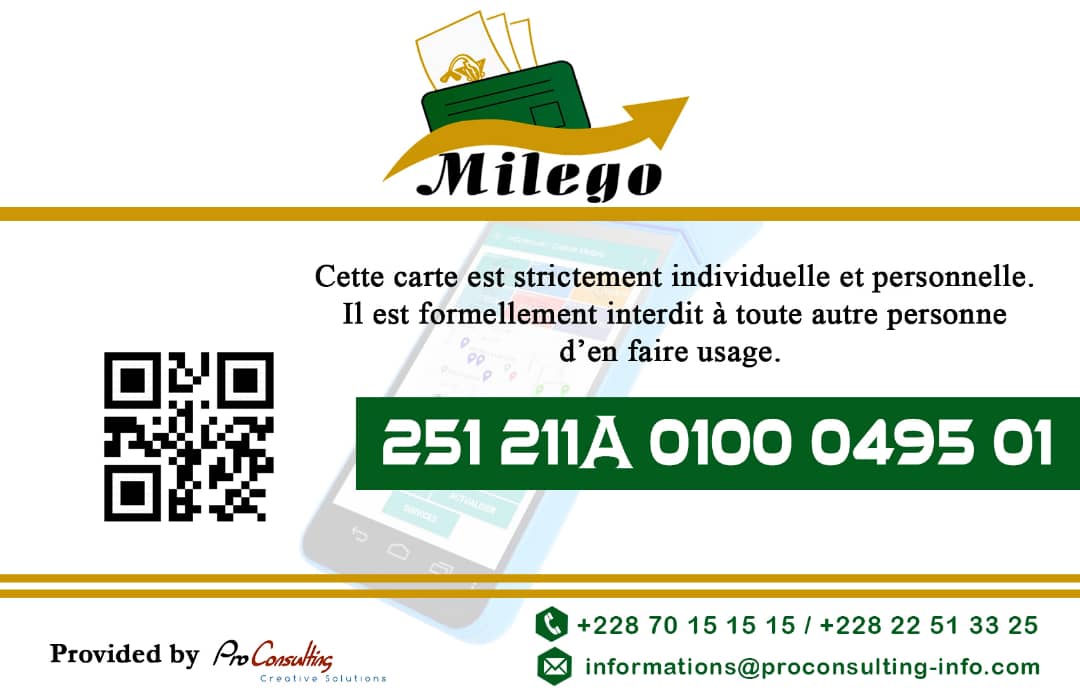 Milego
Cette carte est strictement individuelle et personnelle.
Il est formellement interdit à toute autre personne
d’en faire usage.
251 211A 0100 0495 01
SERVICES
Provided by ProConsulting
Creative Solutions
+228 70 15 15 15 / +228 22 51 33 25
informations@proconsulting-info.com